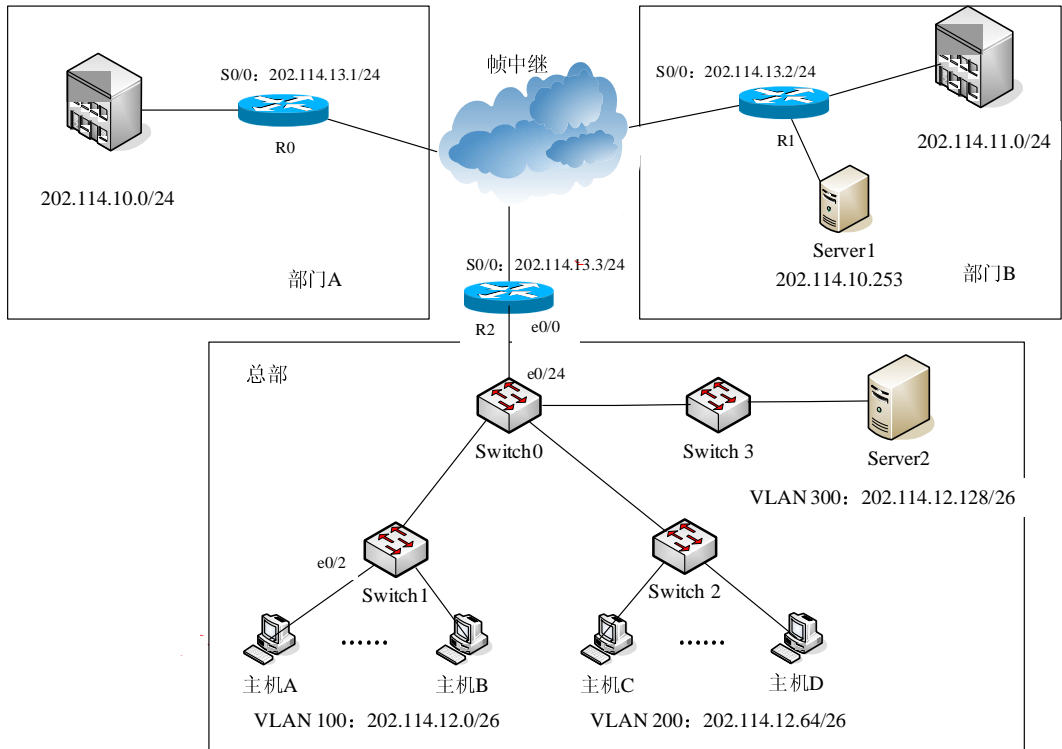 帧中继
S0/0：202.114.13.1/24
R0
202.114.10.0/24
部门A
S0/0：202.114.13.2/24
R1
202.114.11.0/24
Server1
202.114.10.253
部门B
S0/0：202.114.13.3/24
R2
e0/0
总部
e0/24
Switch0
Switch 3
Server2
VLAN 300：202.114.12.128/26
e0/2
Switch1
Switch 2
……
……
主机A
主机B
主机C
主机D
VLAN 100：202.114.12.0/26
VLAN 200：202.114.12.64/26